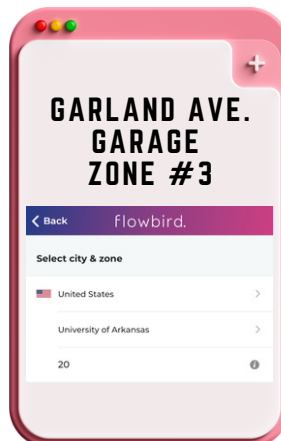 GARLAND AVE.
GARAGE
ZONE #3
Back flowbird.
Select city & zone
United States
University of Arkansas
20